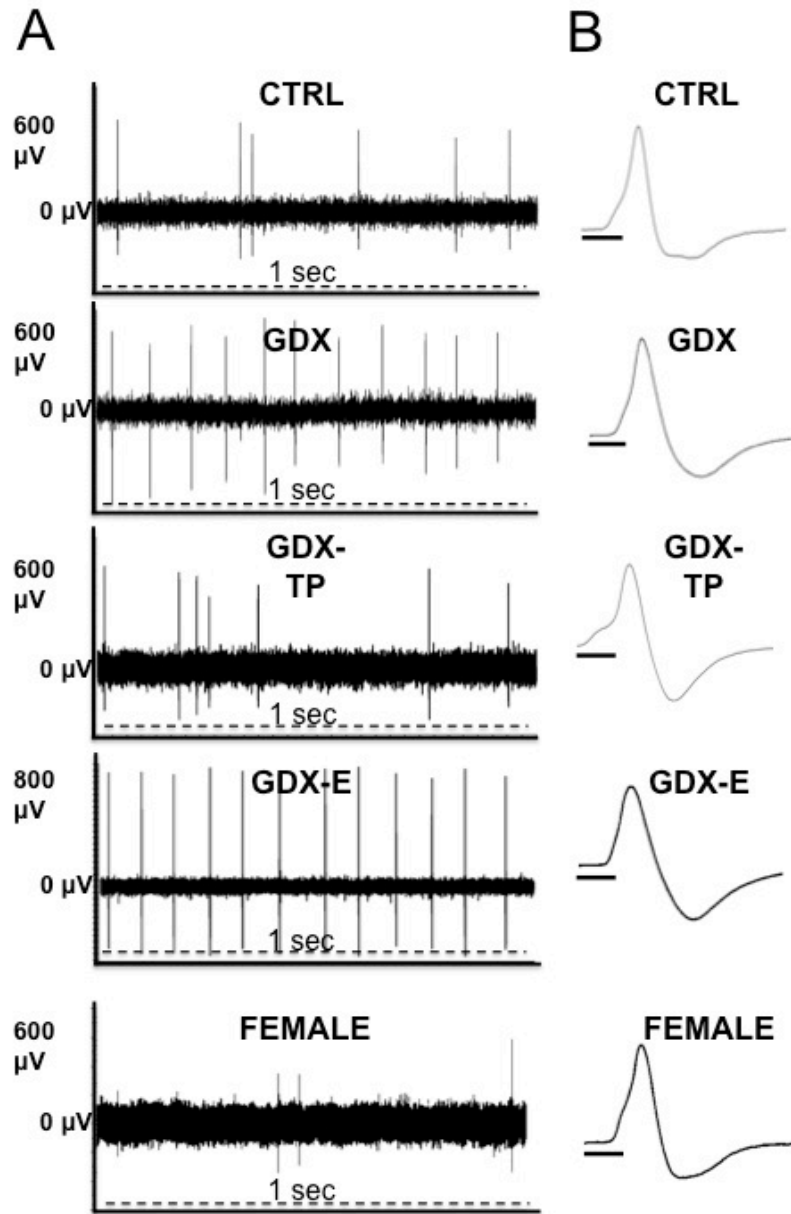 A
B
CTRL
CTRL
600
µV
0 µV
1 sec
GDX
GDX
600
µV
0 µV
1 sec
GDX-
TP
GDX-
TP
600
µV
0 µV
1 sec
GDX-E
GDX-E
800
µV
0 µV
1 sec
FEMALE
FEMALE
600
µV
0 µV
1 sec